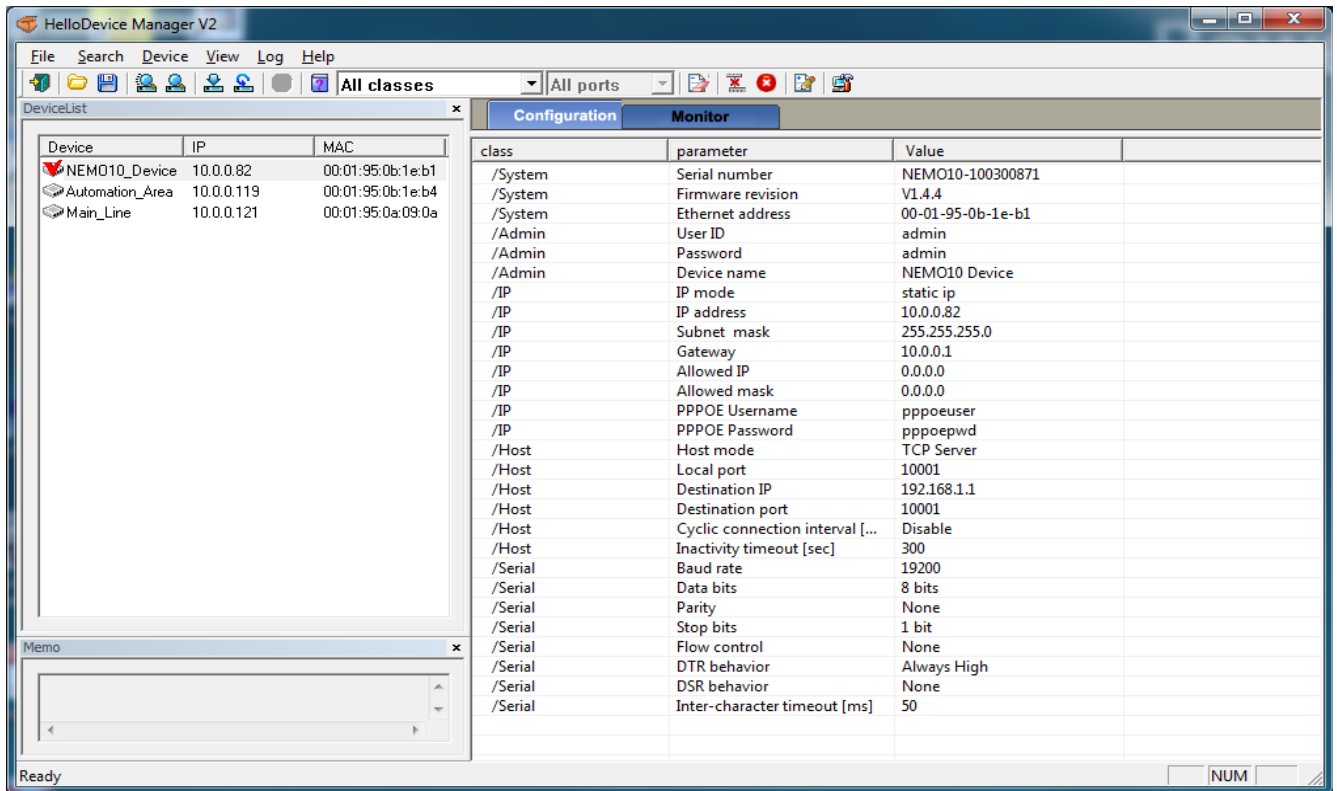 HelloDevice Manager V2
File Search Device View Log Help
All classes All ports
DeviceList x
Configuration Monitor
Device IP MAC
NEMO10_Device 10.0.0.82 00:01:95:0b:1e:b1
Automation_Area 10.0.0.119 00:01:95:0b:1e:b4
Main_Line 10.0.0.121 00:01:95:0a:09:0a
class parameter Value
/System Serial number NEMO10-100300871
/System Firmware revision V1.4.4
/System Ethernet address 00-01-95-0b-1e-b1
/Admin User ID admin
/Admin Password admin
/Admin Device name NEMO10 Device
/IP IP mode static ip
/IP IP address 10.0.0.82
/IP Subnet mask 255.255.255.0
/IP Gateway 10.0.0.1
/IP Allowed IP 0.0.0.0
/IP Allowed mask 0.0.0.0
/IP PPPOE Username pppoeuser
/IP PPPOE Password pppoepwd
/Host Host mode TCP Server
/Host Local port 10001
/Host Destination IP 192.168.1.1
/Host Destination port 10001
/Host Cyclic connection interval [... Disable
/Host Inactivity timeout [sec] 300
/Serial Baud rate 19200
/Serial Data bits 8 bits
/Serial Parity None
/Serial Stop bits 1 bit
/Serial Flow control None
/Serial DTR behavior Always High
/Serial DSR behavior None
/Serial Inter-character timeout [ms] 50
Memo x
Ready NUM